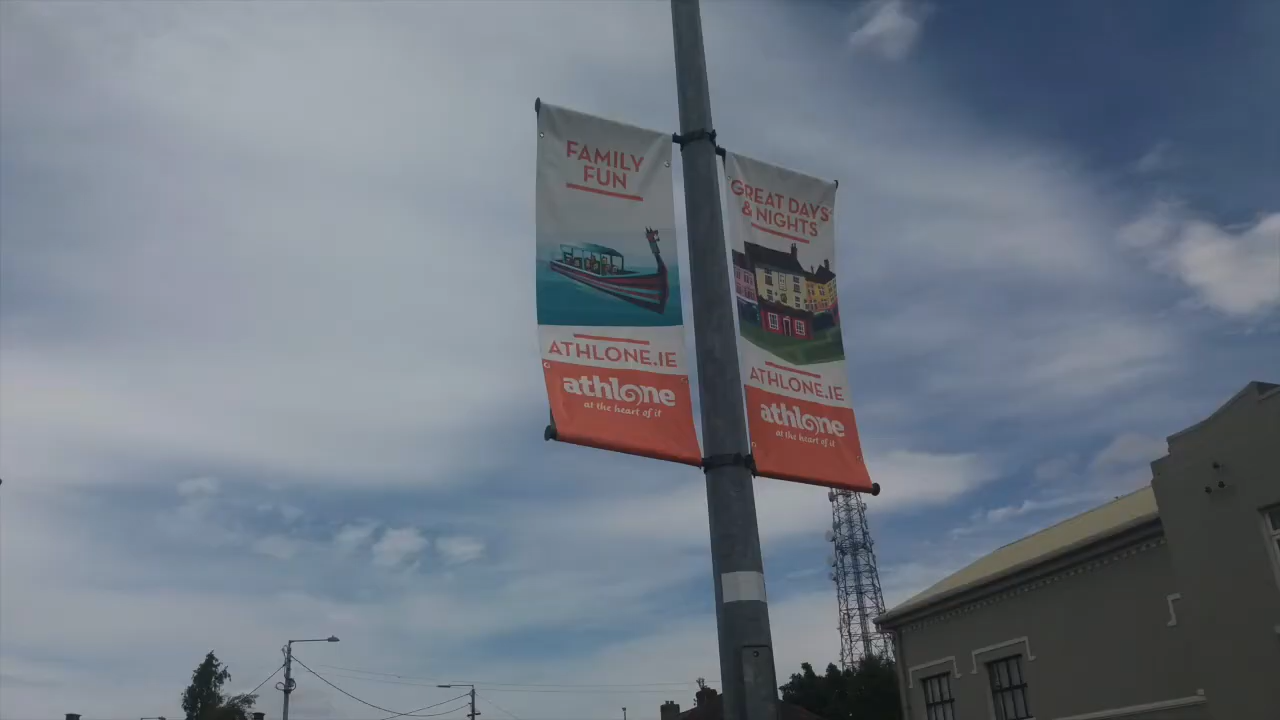 FAMILY
FUN
ATHLONE.IE
athlone
at the heart of it
GREAT DAYS
& NIGHTS
ATHLONE.IE
athlone
at the heart of it